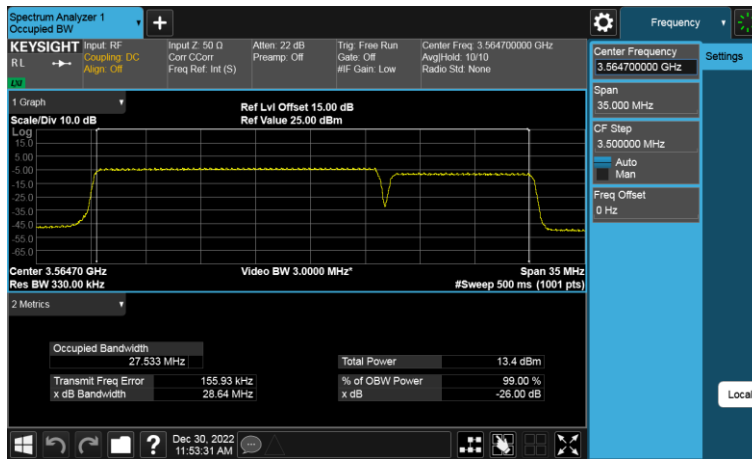 Spectrum Analyzer 1
Occupied BW
+
Frequency
KEYSIGHT
R L
LXI
Input: RF
Coupling: DC
Align: Off
Input Z: 50 Ω
Corr CCorr
Freq Ref: Int (S)
Atten: 22 dB
Preamp: Off
Trig: Free Run
Gate: Off
#IF Gain: Low
Center Freq: 3.564700000 GHz
Avg|Hold: 10/10
Radio Std: None
Center Frequency
3.564700000 GHz
Settings
Span
35.000 MHz
CF Step
3.500000 MHz
Auto
Man
Freq Offset
0 Hz
1 Graph
Scale/Div 10.0 dB
Ref Lvl Offset 15.00 dB
Ref Value 25.00 dBm
Log
15.0
5.00
-5.00
-15.0
-25.0
-35.0
-45.0
-55.0
-65.0
Center 3.56470 GHz
Res BW 330.00 kHz
Video BW 3.0000 MHz*
Span 35 MHz
#Sweep 500 ms (1001 pts)
2 Metrics
Occupied Bandwidth
27.533 MHz
Total Power 13.4 dBm
Transmit Freq Error 155.93 kHz
% of OBW Power 99.00 %
x dB Bandwidth 28.64 MHz
x dB -26.00 dB
Local
?
Dec 30, 2022
11:53:31 AM